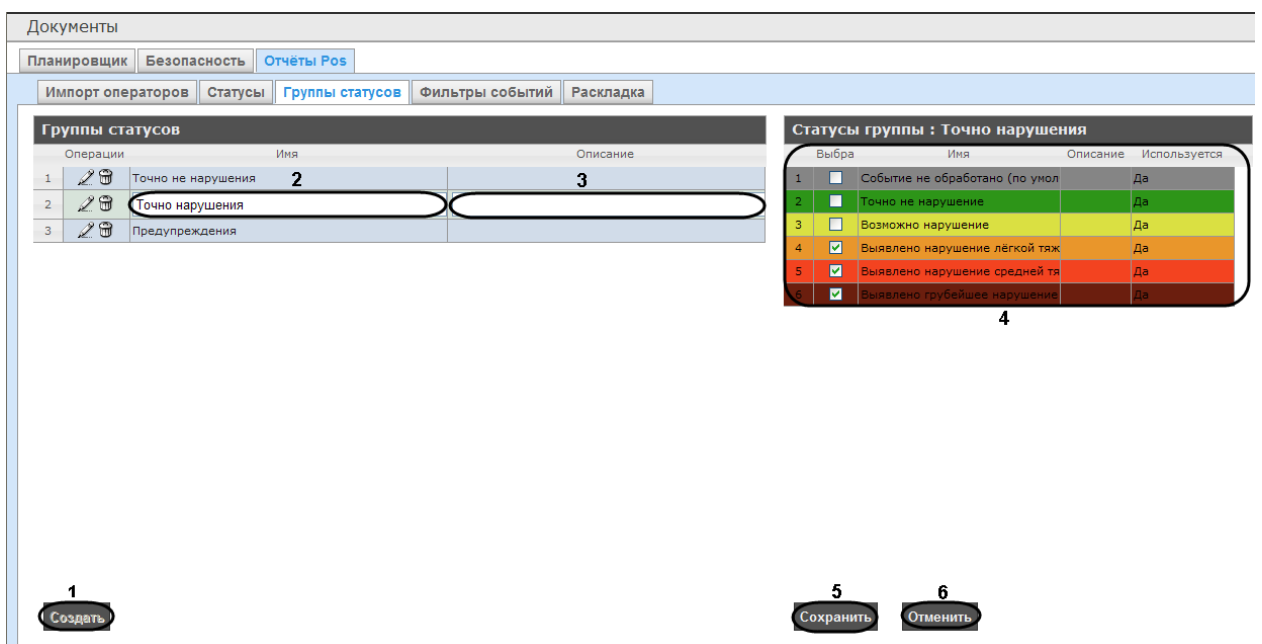 Документы
Планировщик Безопасность Отчёты Pos
Импорт операторов Статусы Группы статусов Фильтры событий Раскладка
Группы статусов
Операции Имя Описание
1 Точно не нарушения 2 3
2 Точно нарушения
3 Предупреждения
Статусы группы : Точно нарушения
Выбра Имя Описание Используется
1 Событие не обработано (по умол Да
2 Точно не нарушение Да
3 Возможно нарушение Да
4 Выявлено нарушение лёгкой тяж Да
5 Выявлено нарушение средней тя Да
6 Выявлено грубейшее нарушение Да
4
1 5 6
Создать Сохранить Отменить